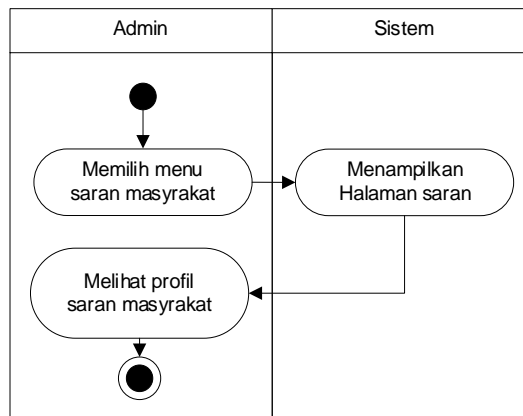 Admin
Sistem
Memilih menu
saran masyrakat
Menampilkan
Halaman saran
Melihat profil
saran masyrakat